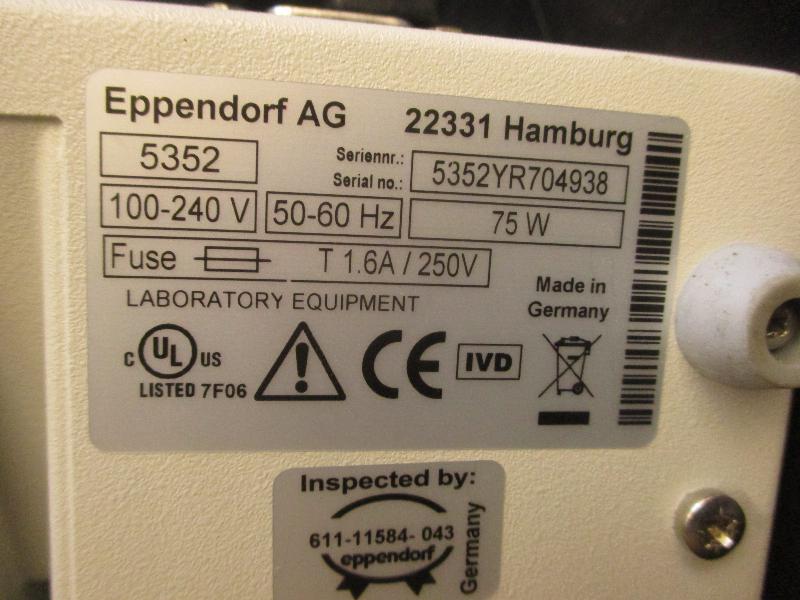 Eppendorf AG 22331 Hamburg
5352 Seriennr.: Serial no.: 5352YR704938
100-240 V 50-60 Hz 75 W
Fuse T 1.6A / 250V
LABORATORY EQUIPMENT
Made in
Germany
C UL US
LISTED 7F06
CE
IVD
Inspected by:
611-11584- 043
eppendorf
Germany